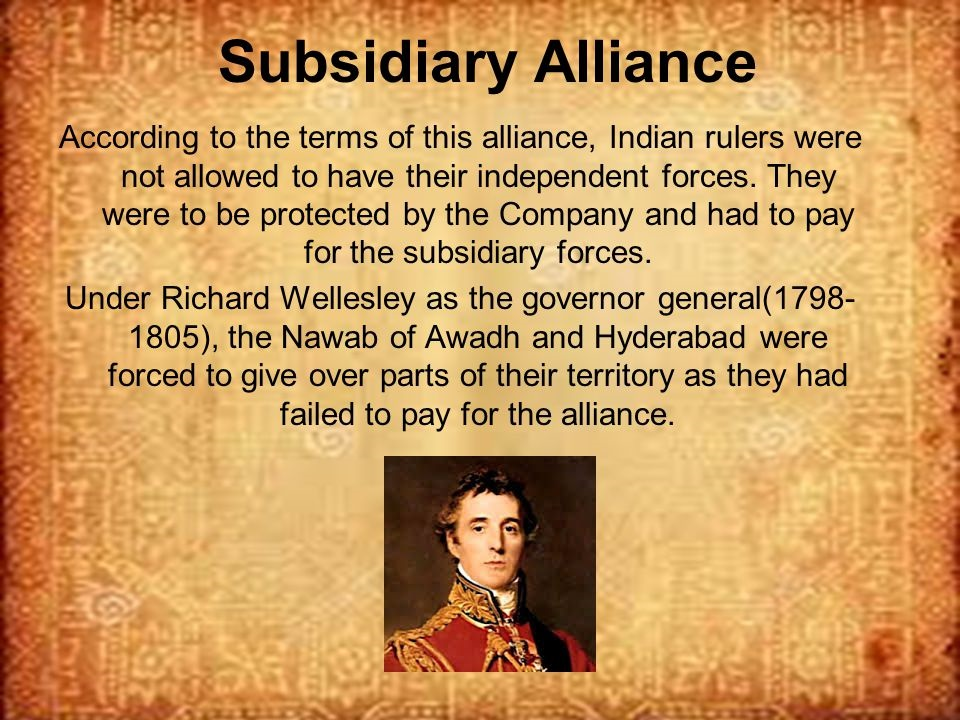 Subsidiary Alliance
According to the terms of this alliance, Indian rulers were
not allowed to have their independent forces. They
were to be protected by the Company and had to pay
for the subsidiary forces.
Under Richard Wellesley as the governor general(1798-
1805), the Nawab of Awadh and Hyderabad were
forced to give over parts of their territory as they had
failed to pay for the alliance.